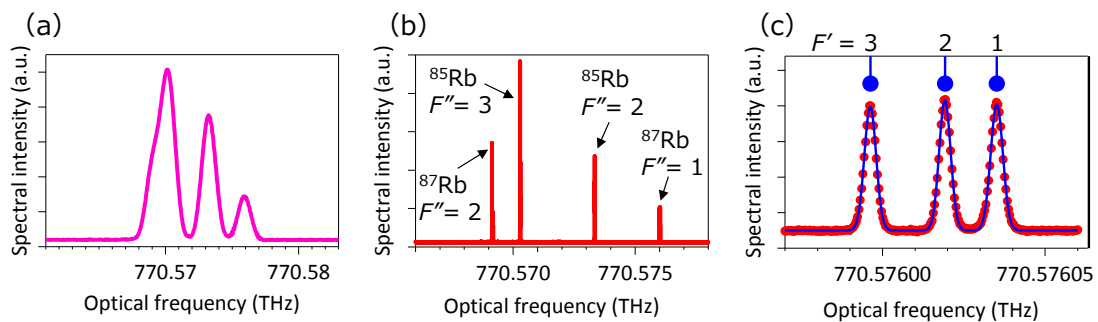 (a)
Spectral intensity (a.u.)
770.57 770.58
Optical frequency (THz)
(b)
Spectral intensity (a.u.)
⁸⁵Rb
F″= 3
⁸⁵Rb
F″= 2
⁸⁷Rb
F″= 1
⁸⁷Rb
F″= 2
770.570 770.575
Optical frequency (THz)
(c)
F′ = 3 2 1
Spectral intensity (a.u.)
770.57600 770.57605
Optical frequency (THz)